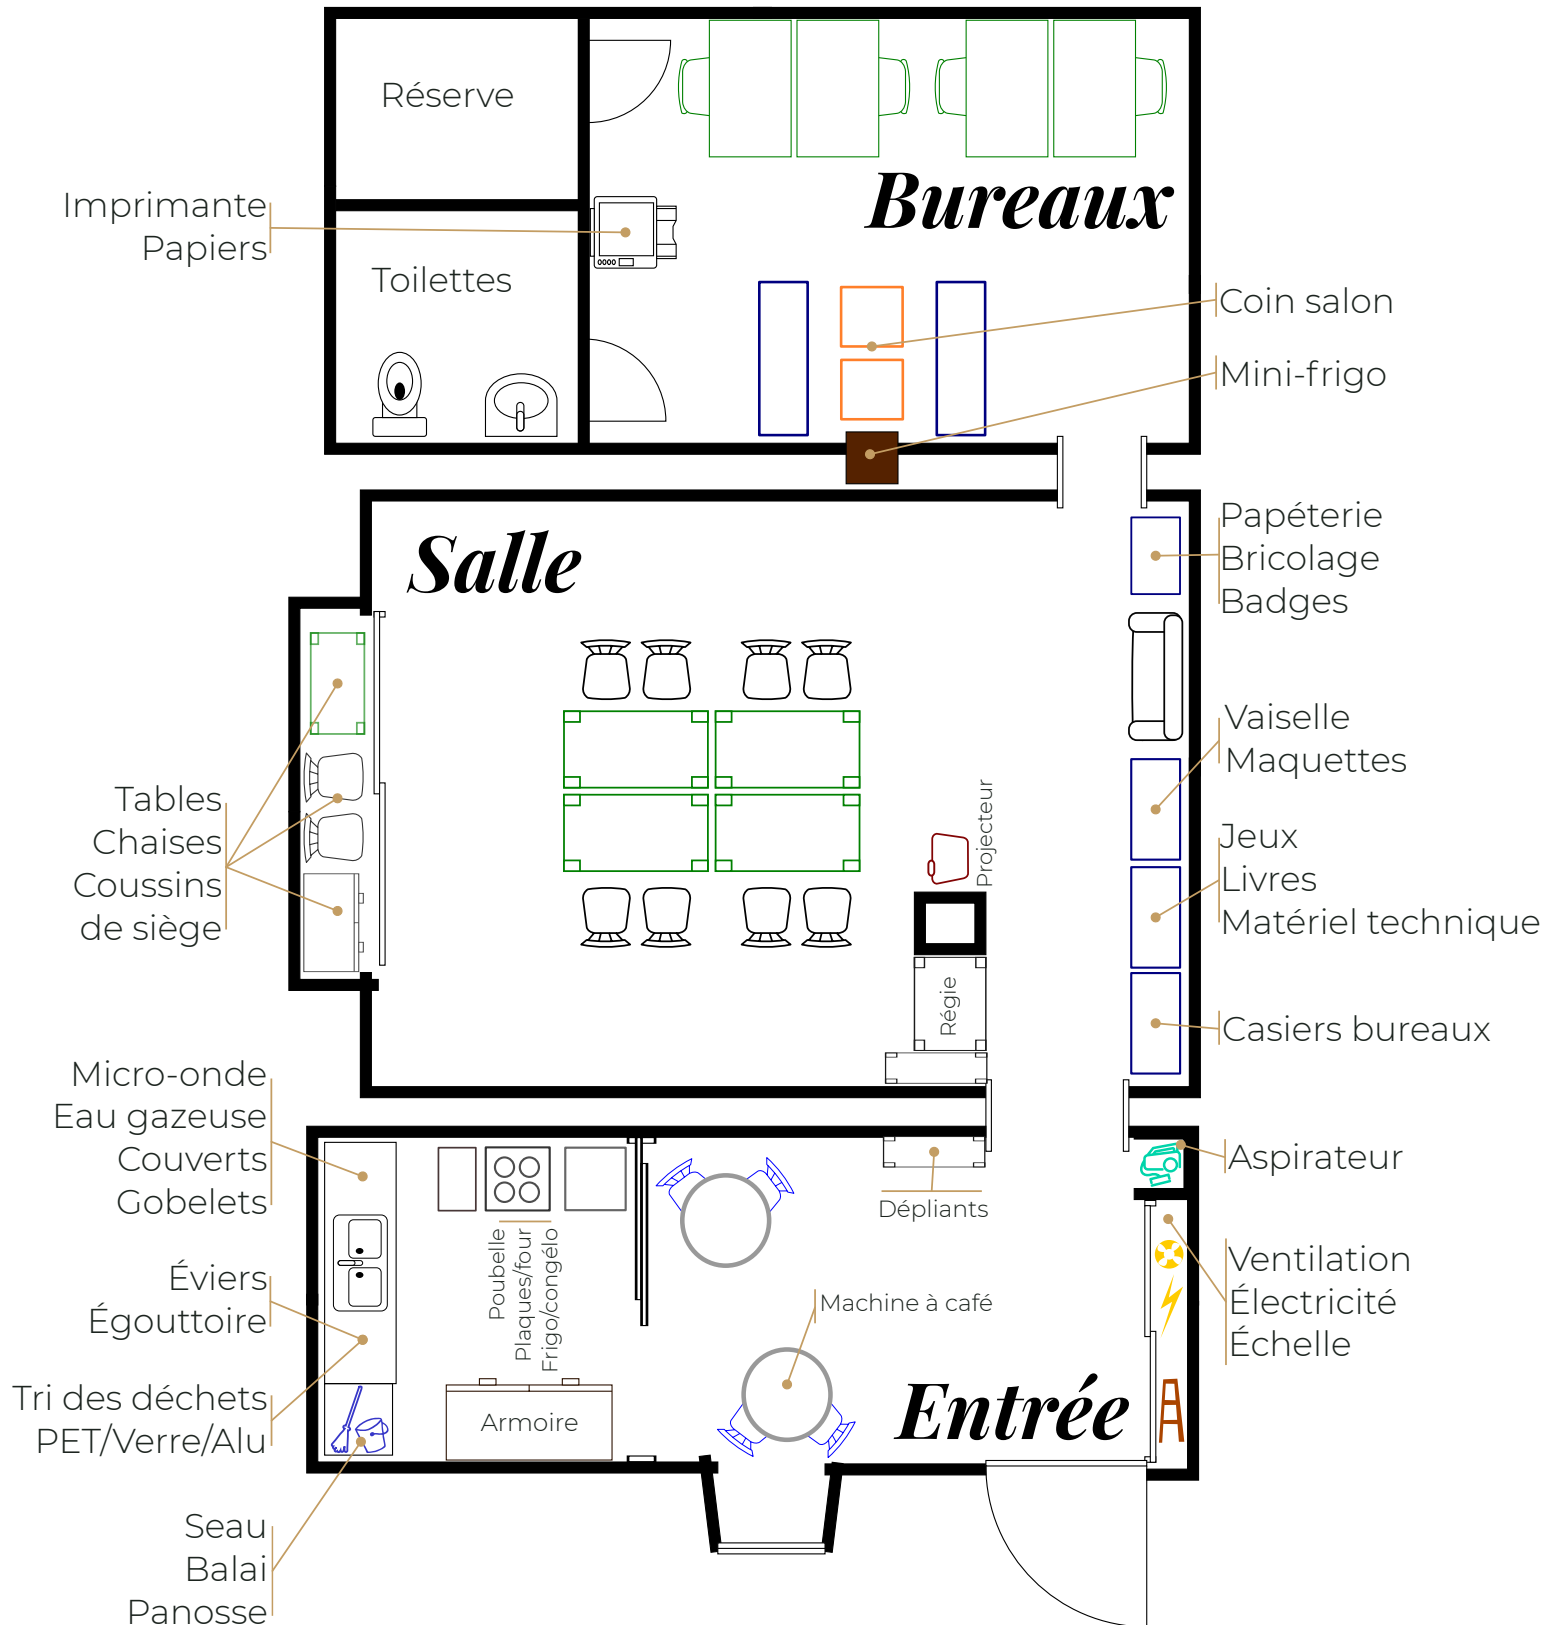 Réserve
Bureaux
Imprimante
Papiers
Toilettes
Coin salon
Mini-frigo
Salle
Papéterie
Bricolage
Badges
Vaiselle
Maquettes
Tables
Chaises
Coussins
de siège
Projecteur
Jeux
Livres
Matériel technique
Régie
Casiers bureaux
Micro-onde
Eau gazeuse
Couverts
Gobelets
Aspirateur
Dépliants
Poubelle
Plaques/four
Frigo/congélo
Éviers
Égouttoire
Machine à café
Ventilation
Électricité
Échelle
Tri des déchets
PET/Verre/Alu
Armoire
Entrée
Seau
Balai
Panosse